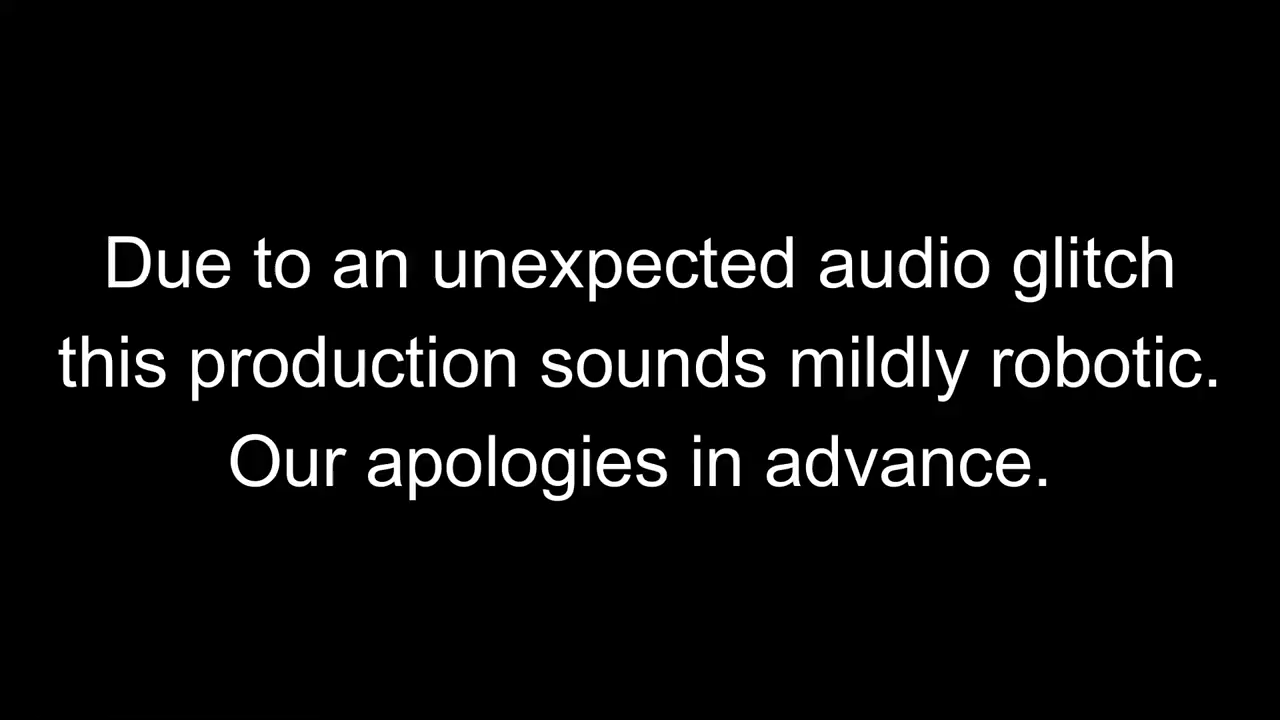 Due to an unexpected audio glitch
this production sounds mildly robotic.
Our apologies in advance.